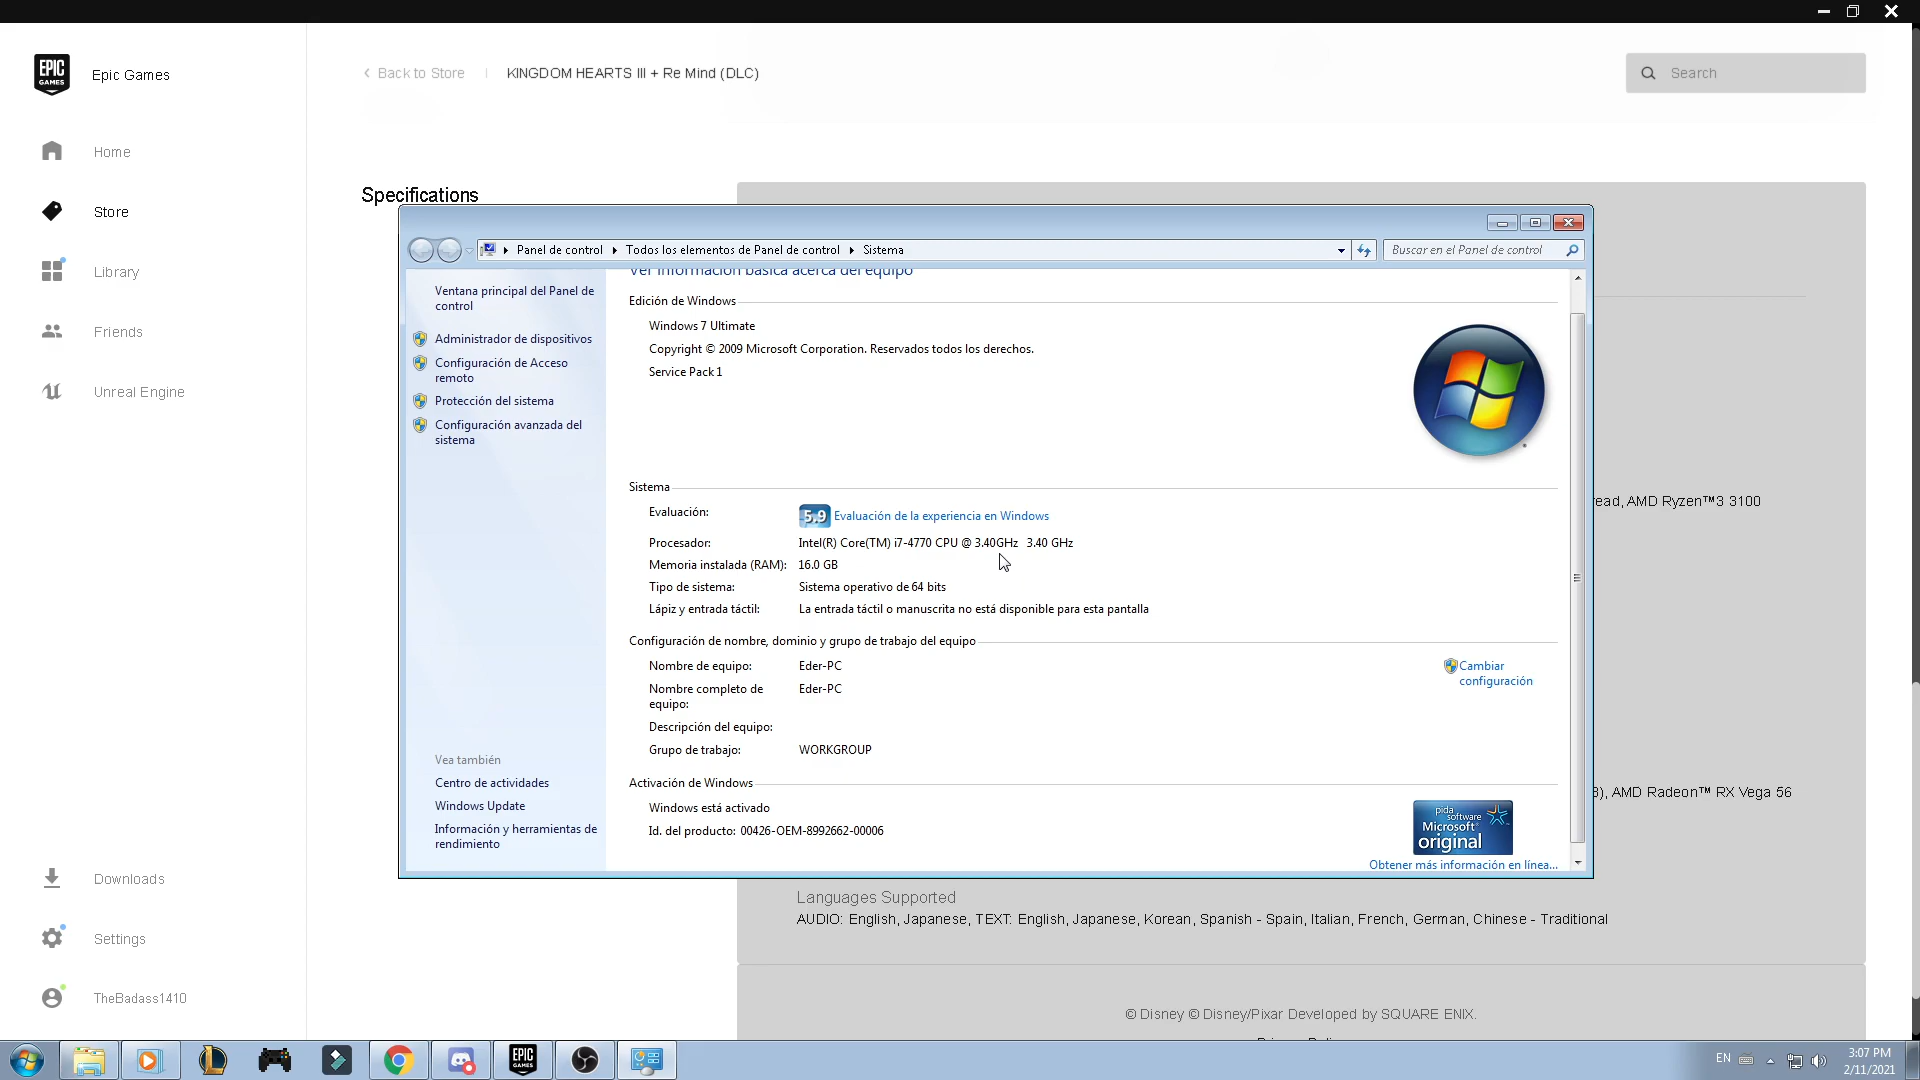 EPIC GAMES
Epic Games
Back to Store
KINGDOM HEARTS III + Re Mind (DLC)
Search
Home
Store
Library
Friends
Unreal Engine
Downloads
Settings
TheBadass1410
Specifications
Panel de control
Todos los elementos de Panel de control
Sistema
Buscar en el Panel de control
Ventana principal del Panel de
control
Administrador de dispositivos
Configuración de Acceso
remoto
Protección del sistema
Configuración avanzada del
sistema
Vea también
Centro de actividades
Windows Update
Información y herramientas de
rendimiento
Ver información básica acerca del equipo
Edición de Windows
Windows 7 Ultimate
Copyright © 2009 Microsoft Corporation. Reservados todos los derechos.
Service Pack 1
Sistema
Evaluación:
5.9 Evaluación de la experiencia en Windows
Procesador: Intel(R) Core(TM) i7-4770 CPU @ 3.40GHz 3.40 GHz
Memoria instalada (RAM): 16.0 GB
Tipo de sistema: Sistema operativo de 64 bits
Lápiz y entrada táctil: La entrada táctil o manuscrita no está disponible para esta pantalla
Configuración de nombre, dominio y grupo de trabajo del equipo
Nombre de equipo: Eder-PC
Cambiar
configuración
Nombre completo de Eder-PC
equipo:
Descripción del equipo:
Grupo de trabajo: WORKGROUP
Activación de Windows
Windows está activado
Id. del producto: 00426-OEM-8992662-00006
pida
software
Microsoft
original
Obtener más información en línea...
ead, AMD Ryzen™3 3100
), AMD Radeon™ RX Vega 56
Languages Supported
AUDIO: English, Japanese, TEXT: English, Japanese, Korean, Spanish - Spain, Italian, French, German, Chinese - Traditional
© Disney © Disney/Pixar Developed by SQUARE ENIX.
EPIC GAMES
EN
3:07 PM
2/11/2021